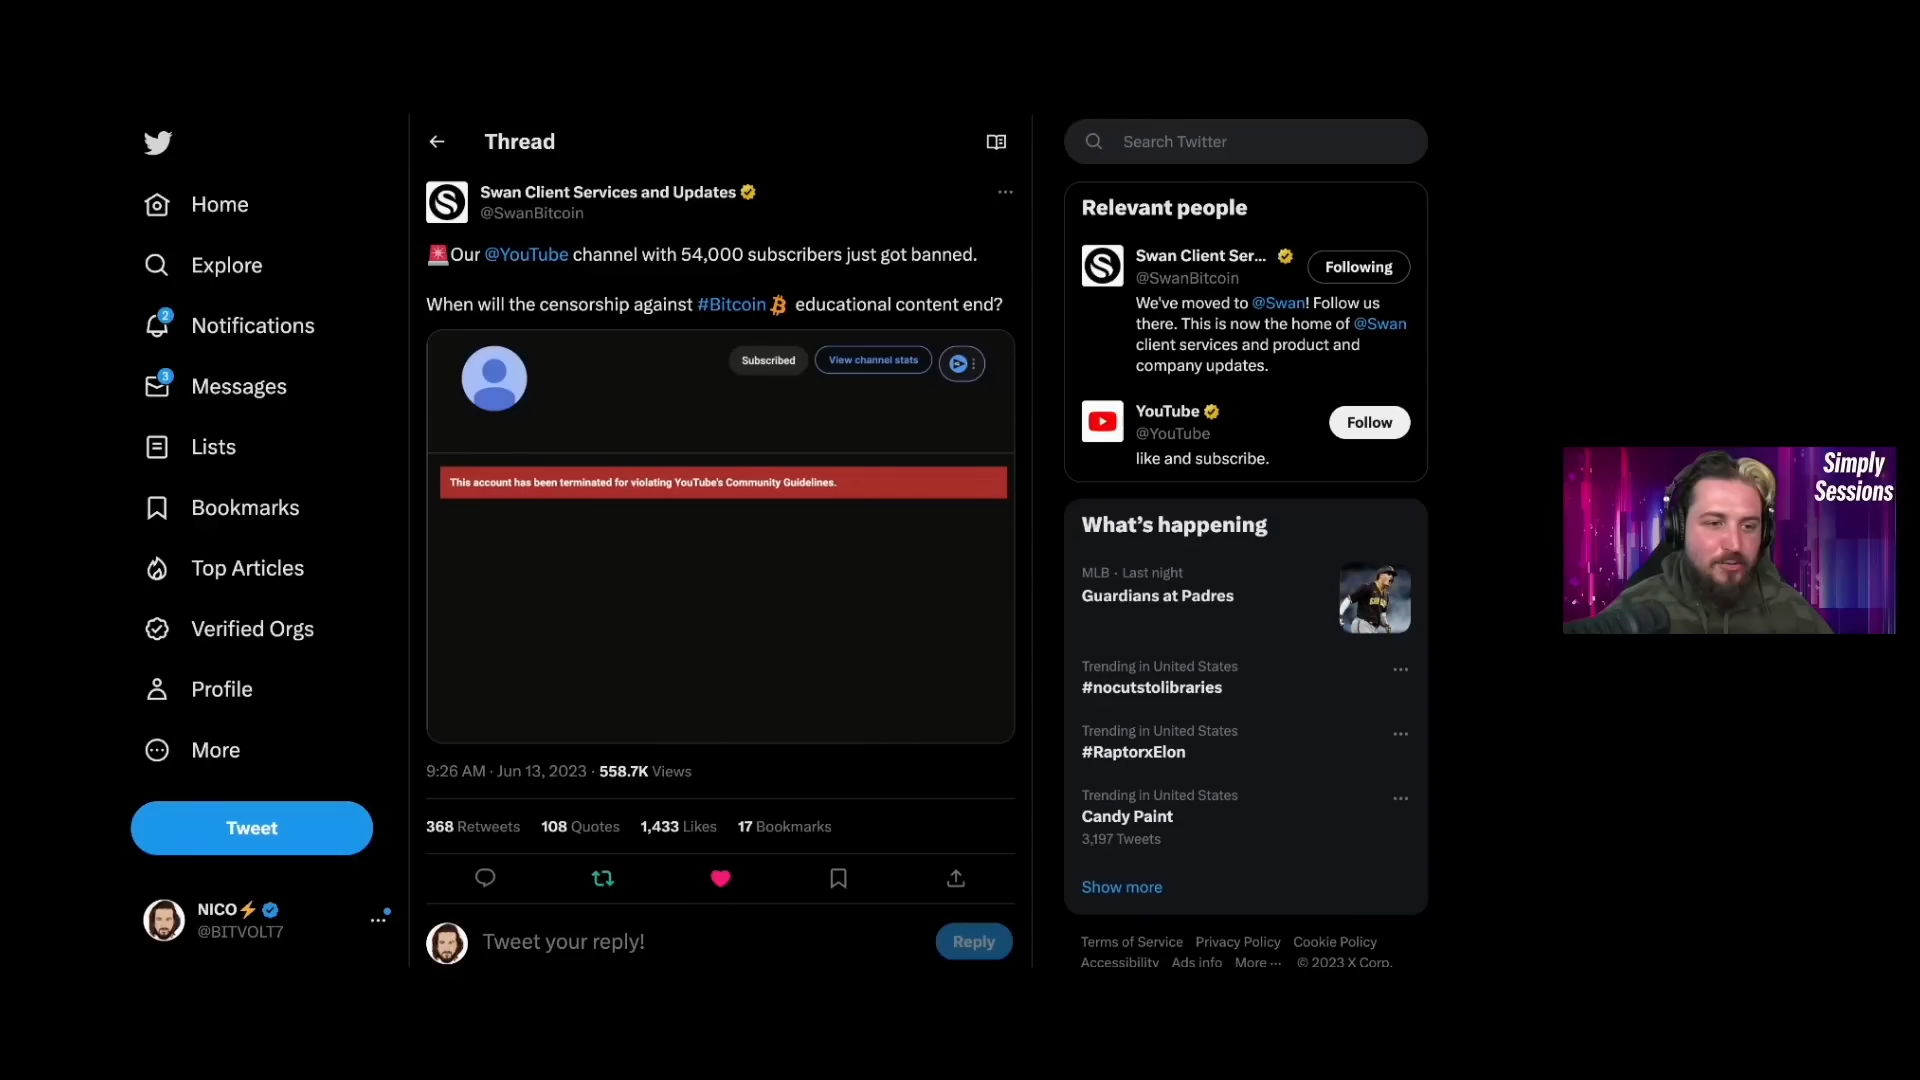 Home
Explore
2
Notifications
3
Messages
Lists
Bookmarks
Top Articles
Verified Orgs
Profile
More
Tweet
NICO⚡
@BITVOLT7
Thread
Swan Client Services and Updates
@SwanBitcoin
🚨Our @YouTube channel with 54,000 subscribers just got banned.
When will the censorship against #Bitcoin educational content end?
Subscribed
View channel stats
This account has been terminated for violating YouTube's Community Guidelines.
9:26 AM · Jun 13, 2023 · 558.7K Views
368 Retweets 108 Quotes 1,433 Likes 17 Bookmarks
Tweet your reply!
Reply
Search Twitter
Relevant people
Swan Client Ser...
@SwanBitcoin
Following
We've moved to @Swan! Follow us
there. This is now the home of @Swan
client services and product and
company updates.
YouTube
@YouTube
Follow
like and subscribe.
What's happening
MLB · Last night
Guardians at Padres
Trending in United States
#nocutstolibraries
Trending in United States
#RaptorxElon
Trending in United States
Candy Paint
3,197 Tweets
Show more
Terms of Service Privacy Policy Cookie Policy
Accessibility Ads info More ··· © 2023 X Corp.
Simply
Sessions